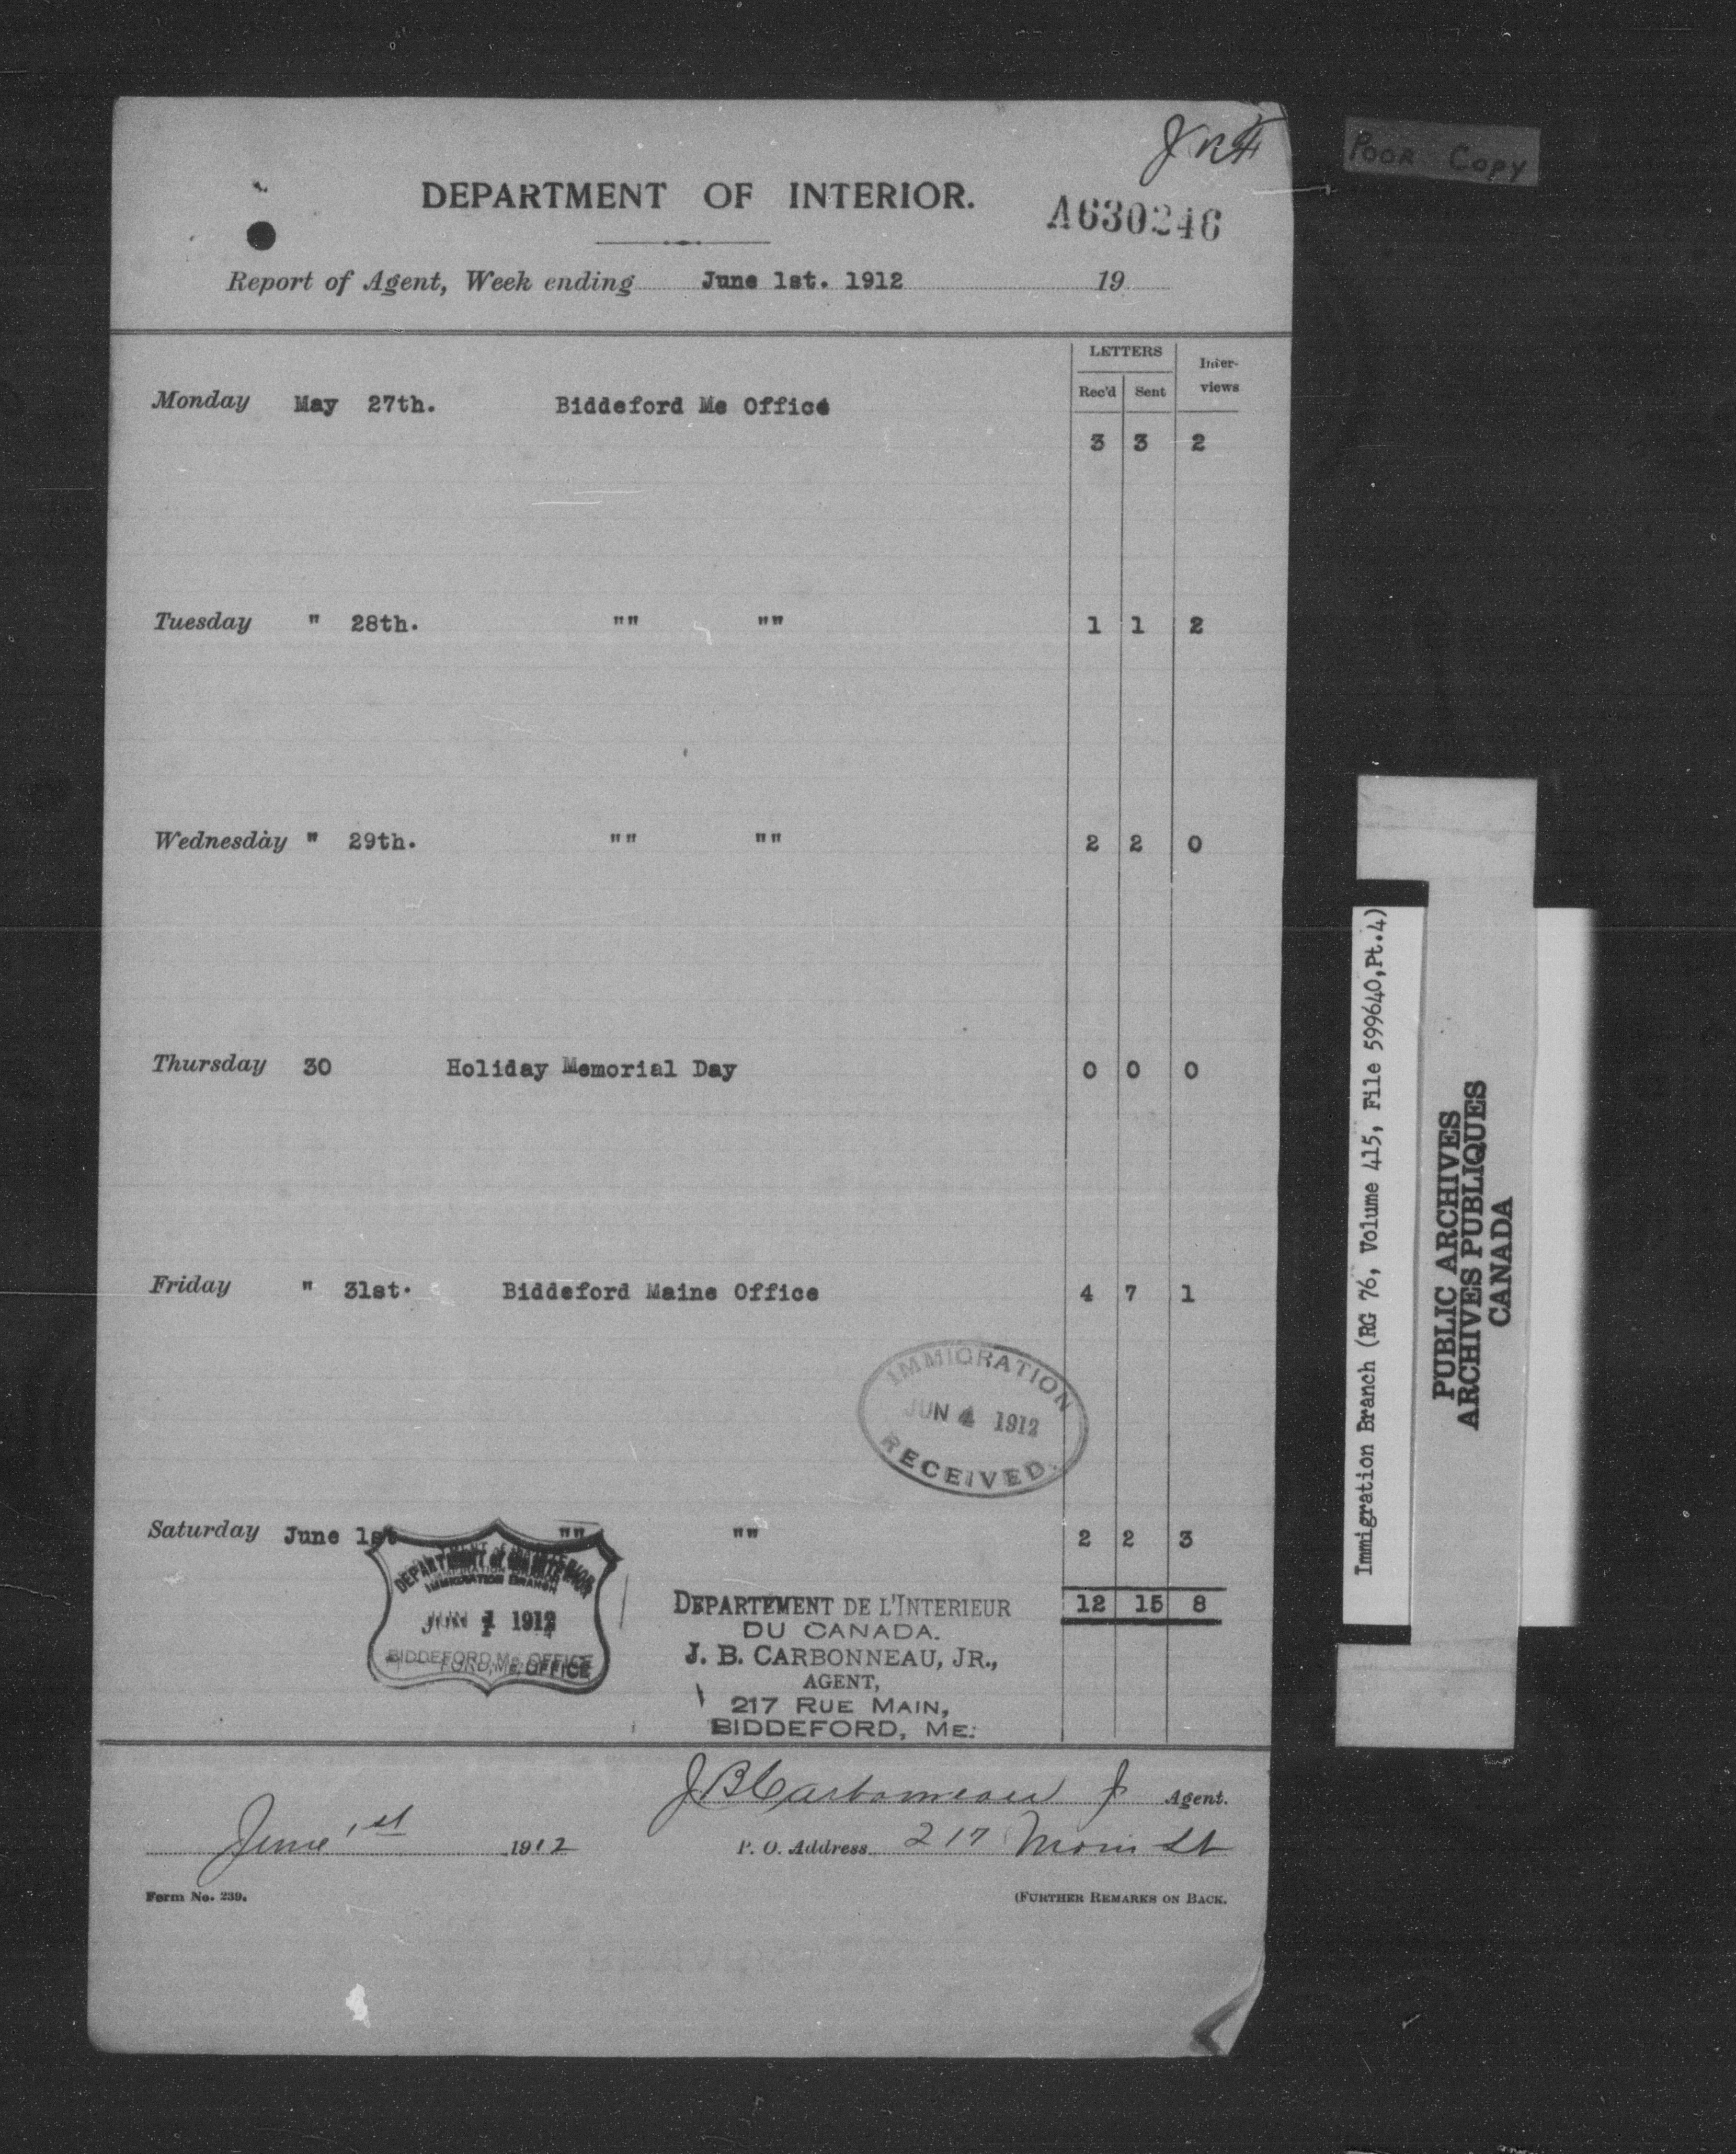 POOR COPY
DEPARTMENT OF INTERIOR.
A630246
Report of Agent, Week ending June 1st. 1912 19
LETTERS Inter-
Rec'd Sent views
Monday May 27th. Biddeford Me Office
3 3 2
Tuesday " 28th. "" "" 1 1 2
Wednesday " 29th. "" "" 2 2 0
Thursday 30 Holiday Memorial Day 0 0 0
Friday " 31st. Biddeford Maine Office 4 7 1
IMMIGRATION
JUN 4 1912
RECEIVED
Saturday June 1st "" "" 2 2 3
12 15 8
DEPARTMENT OF THE INTERIOR
IMMIGRATION BRANCH
JUN 1 1912
BIDDEFORD, ME, OFFICE
DEPARTEMENT DE L'INTERIEUR
DU CANADA.
J. B. CARBONNEAU, JR.,
AGENT,
217 RUE MAIN,
BIDDEFORD, ME.
J B Carbonneau Jr Agent.
June 1st 1912 P. O. Address 217 Main St
Form No. 239. (FURTHER REMARKS ON BACK.
Immigration Branch (RG 76, Volume 415, File 599640,Pt.4)
PUBLIC ARCHIVES
ARCHIVES PUBLIQUES
CANADA